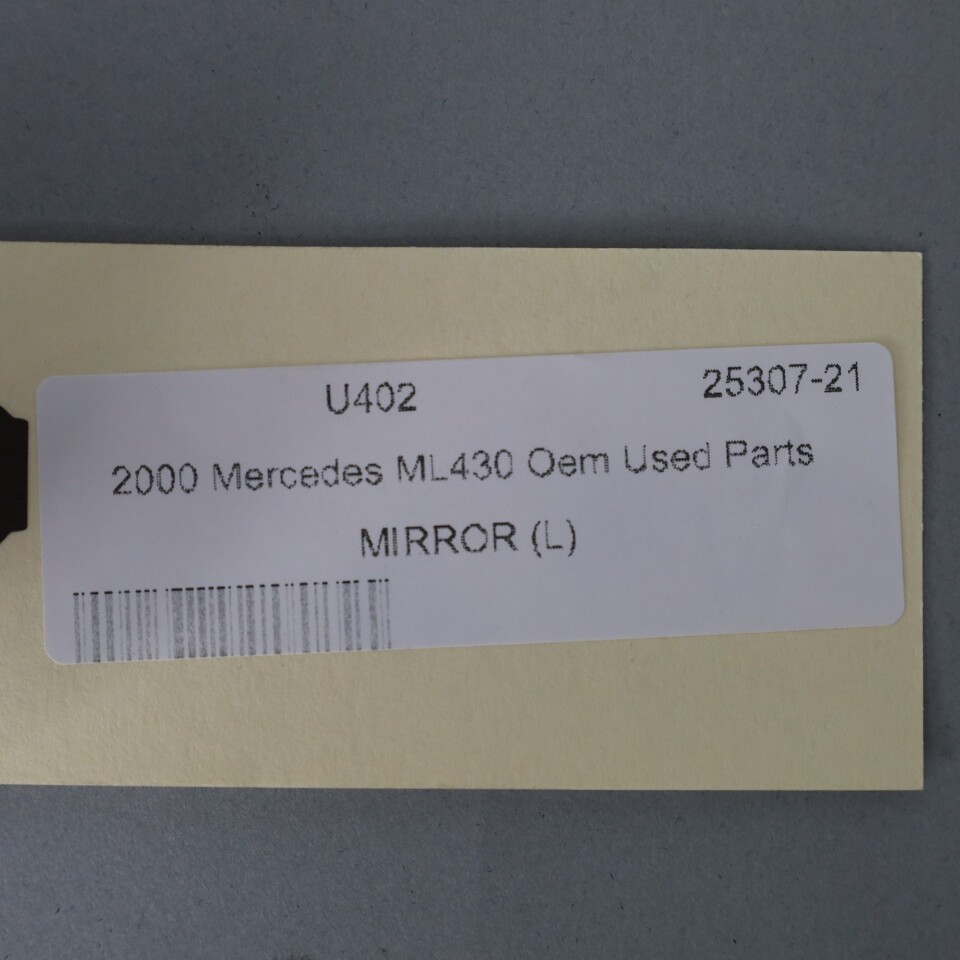 U402 25307-21
2000 Mercedes ML430 Oem Used Parts
MIRROR (L)